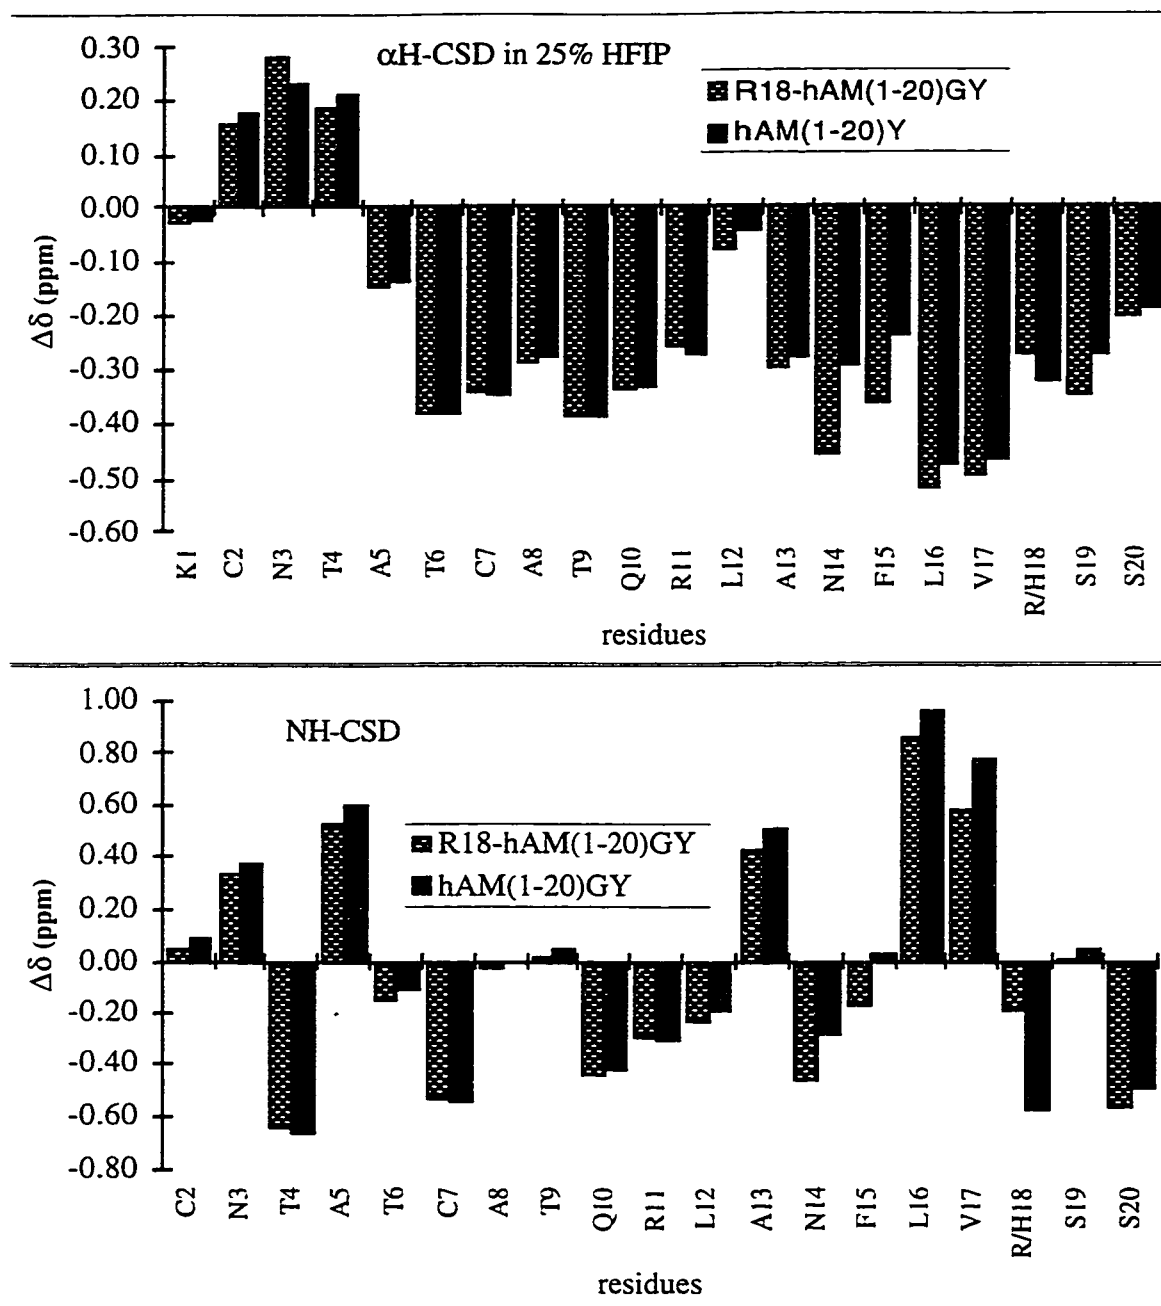 αH-CSD in 25% HFIP
R18-hAM(1-20)GY
hAM(1-20)Y
Δδ (ppm)
0.30
0.20
0.10
0.00
-0.10
-0.20
-0.30
-0.40
-0.50
-0.60
K1 C2 N3 T4 A5 T6 C7 A8 T9 Q10 R11 L12 A13 N14 F15 L16 V17 R/H18 S19 S20
residues
NH-CSD
R18-hAM(1-20)GY
hAM(1-20)GY
Δδ (ppm)
1.00
0.80
0.60
0.40
0.20
0.00
-0.20
-0.40
-0.60
-0.80
C2 N3 T4 A5 T6 C7 A8 T9 Q10 R11 L12 A13 N14 F15 L16 V17 R/H18 S19 S20
residues